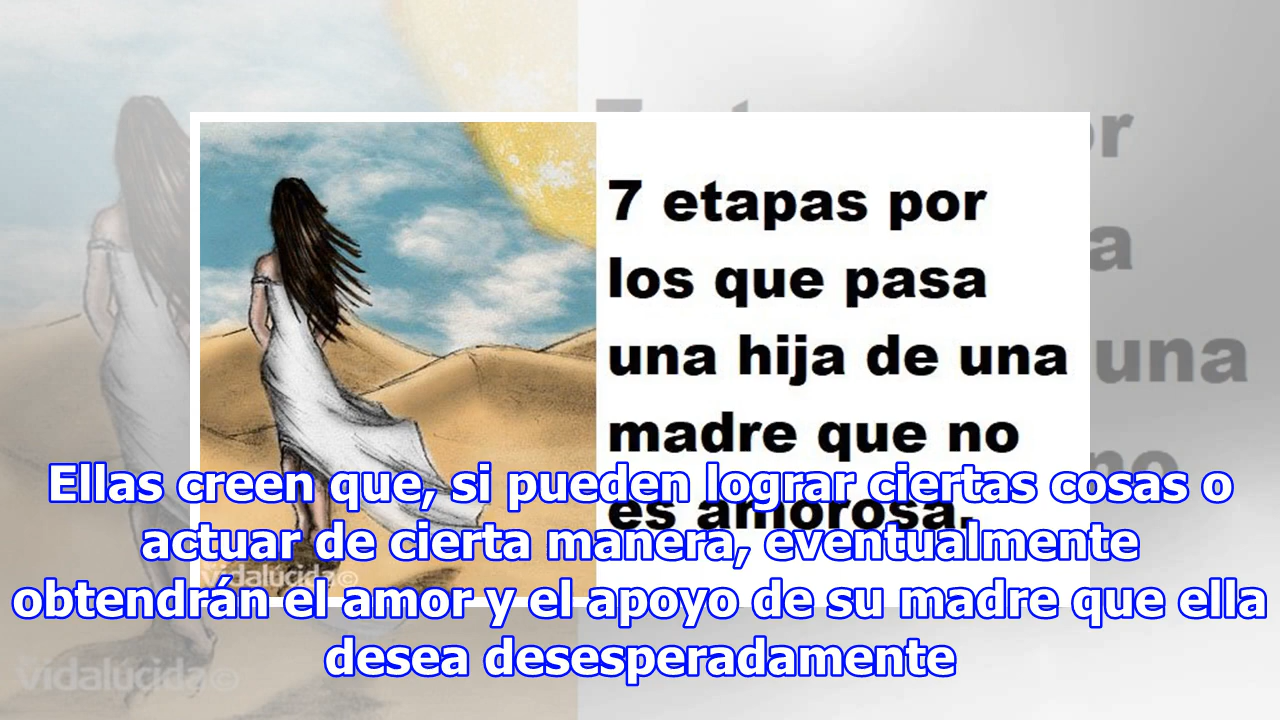 7 etapas por
los que pasa
una hija de una
madre que no
es amorosa.
Ellas creen que, si pueden lograr ciertas cosas o
actuar de cierta manera, eventualmente
obtendrán el amor y el apoyo de su madre que ella
desea desesperadamente
vidalúcida©
vidalúcida©